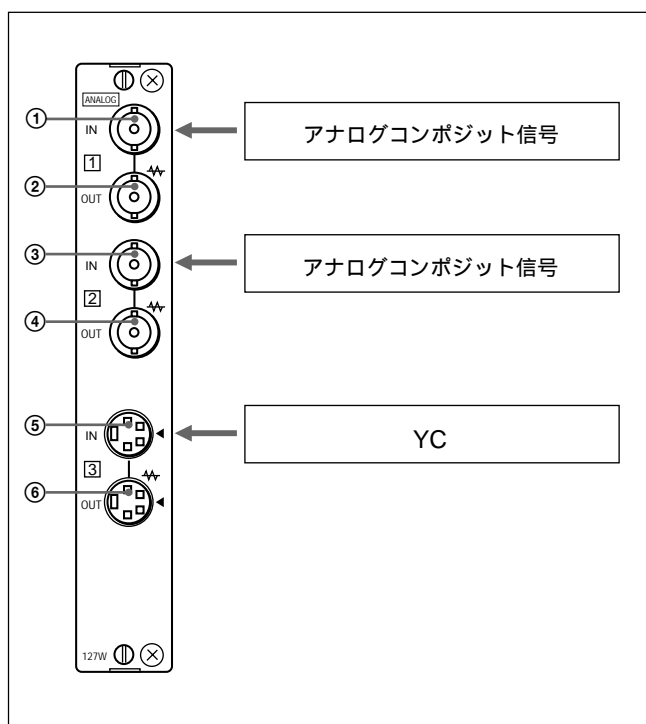 ANALOG
① IN アナログコンポジット信号
1
② OUT
③ IN アナログコンポジット信号
2
④ OUT
⑤ IN YC
3
⑥ OUT
127W